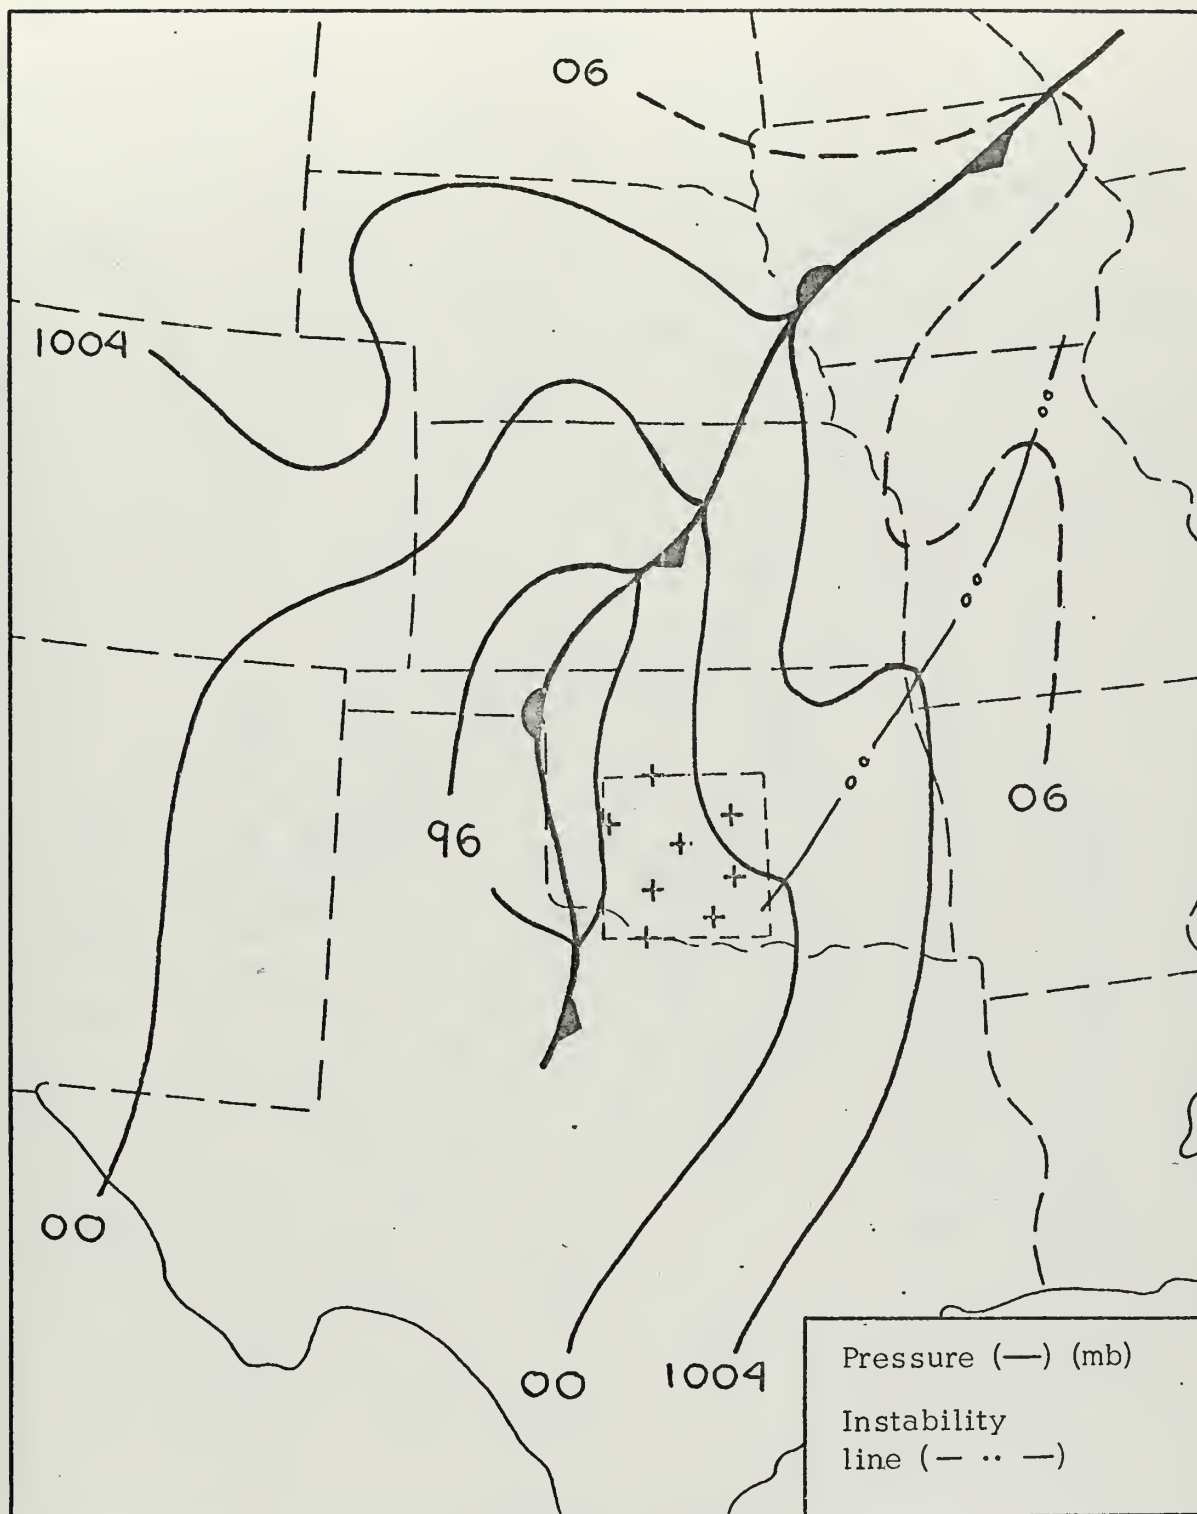 06
1004
96
06
00
00
1004
Pressure (—) (mb)
Instability
line (— ·· —)